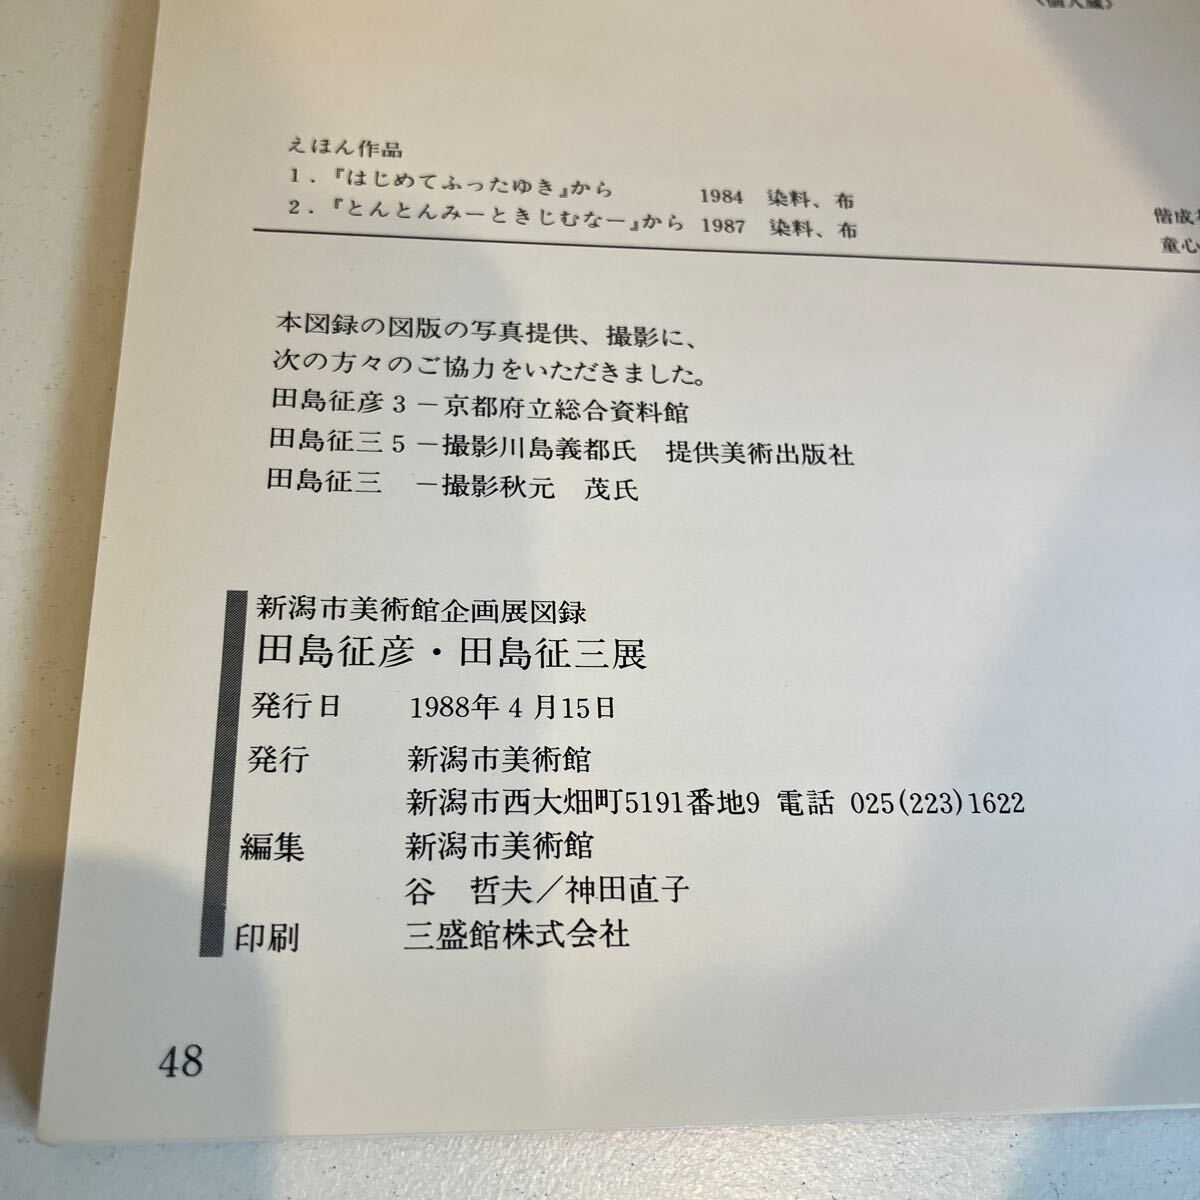 えほん作品
1.『はじめてふったゆき』から 1984 染料、布 偕成
2.『とんとんみーときじむなー』から 1987 染料、布 童心
本図録の図版の写真提供、撮影に、
次の方々のご協力をいただきました。
田島征彦3－京都府立総合資料館
田島征三5－撮影川島義都氏 提供美術出版社
田島征三 －撮影秋元 茂氏
新潟市美術館企画展図録
田島征彦・田島征三展
発行日 1988年4月15日
発行 新潟市美術館
新潟市西大畑町5191番地9 電話 025(223)1622
編集 新潟市美術館
谷 哲夫／神田直子
印刷 三盛館株式会社
48